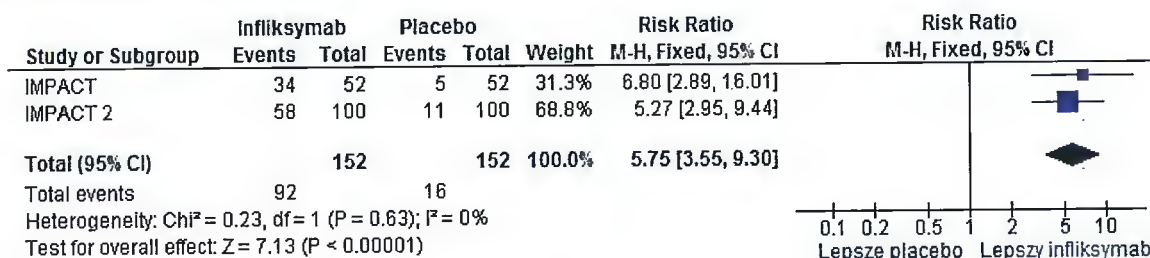 Infliksymab Placebo Risk Ratio Risk Ratio
Study or Subgroup Events Total Events Total Weight M-H, Fixed, 95% CI M-H, Fixed, 95% CI
IMPACT 34 52 5 52 31.3% 6.80 [2.89, 16.01]
IMPACT 2 58 100 11 100 68.8% 5.27 [2.95, 9.44]
Total (95% CI) 152 152 100.0% 5.75 [3.55, 9.30]
Total events 92 16
Heterogeneity: Chi² = 0.23, df = 1 (P = 0.63); I² = 0%
Test for overall effect: Z = 7.13 (P < 0.00001)
0.1 0.2 0.5 1 2 5 10
Lepsze placebo Lepszy infliksymab